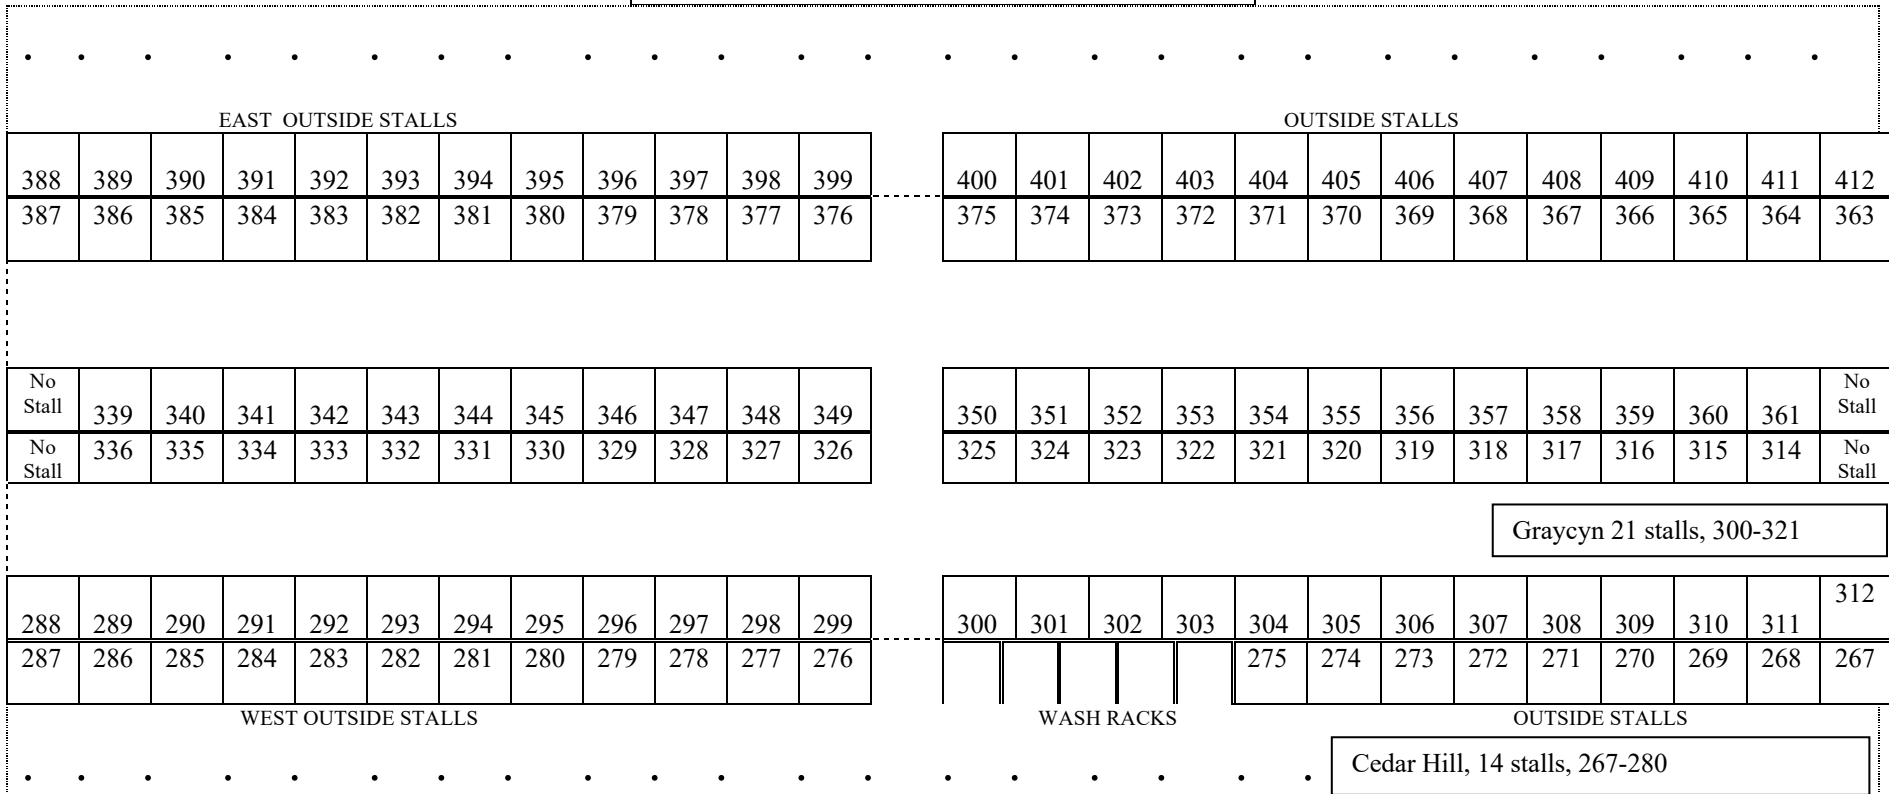 EAST OUTSIDE STALLS OUTSIDE STALLS
388 389 390 391 392 393 394 395 396 397 398 399 400 401 402 403 404 405 406 407 408 409 410 411 412
387 386 385 384 383 382 381 380 379 378 377 376 375 374 373 372 371 370 369 368 367 366 365 364 363
No Stall 339 340 341 342 343 344 345 346 347 348 349 350 351 352 353 354 355 356 357 358 359 360 361 No Stall
No Stall 336 335 334 333 332 331 330 329 328 327 326 325 324 323 322 321 320 319 318 317 316 315 314 No Stall
Graycyn 21 stalls, 300-321
288 289 290 291 292 293 294 295 296 297 298 299 300 301 302 303 304 305 306 307 308 309 310 311 312
287 286 285 284 283 282 281 280 279 278 277 276 275 274 273 272 271 270 269 268 267
WEST OUTSIDE STALLS WASH RACKS OUTSIDE STALLS
Cedar Hill, 14 stalls, 267-280